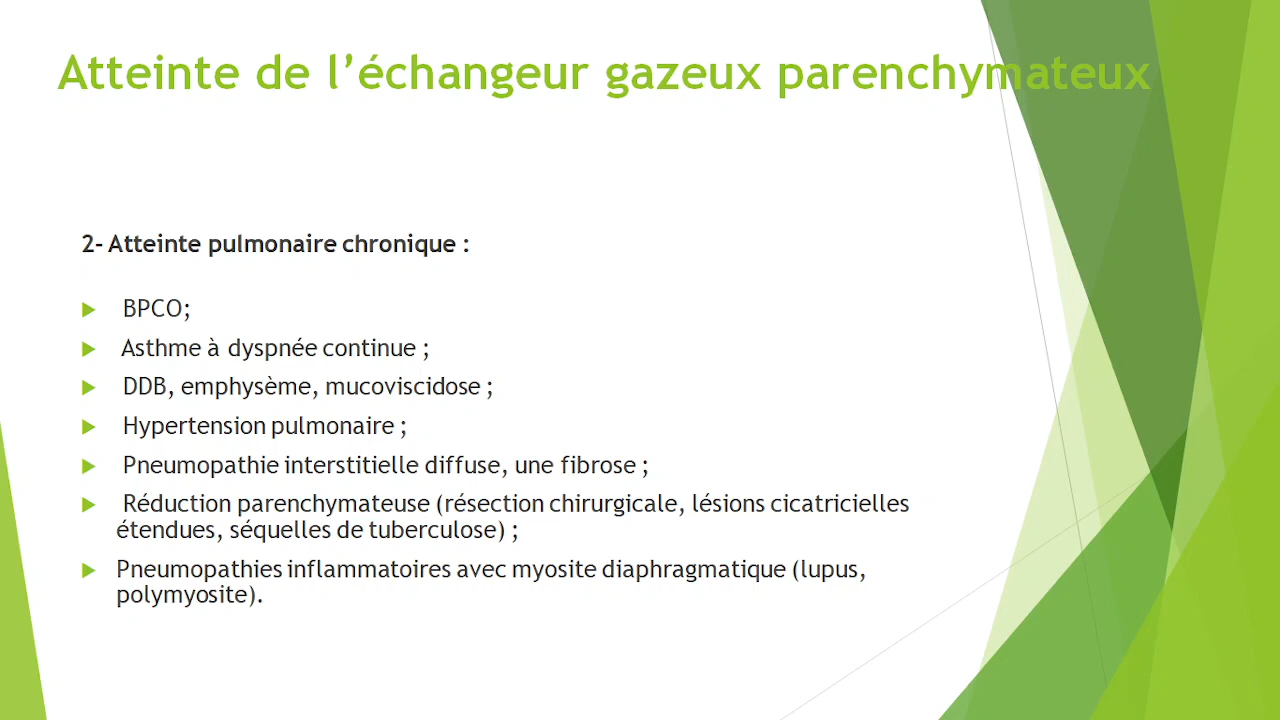 Atteinte de l’échangeur gazeux parenchymateux
2- Atteinte pulmonaire chronique :
BPCO;
Asthme à dyspnée continue ;
DDB, emphysème, mucoviscidose ;
Hypertension pulmonaire ;
Pneumopathie interstitielle diffuse, une fibrose ;
Réduction parenchymateuse (résection chirurgicale, lésions cicatricielles
étendues, séquelles de tuberculose) ;
Pneumopathies inflammatoires avec myosite diaphragmatique (lupus,
polymyosite).